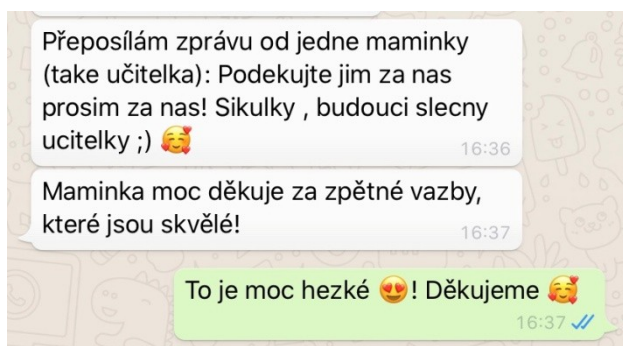 Přeposílám zprávu od jedne maminky
(take učitelka): Podekujte jim za nas
prosim za nas! Sikulky , budouci slecny
ucitelky ;) 🥰
16:36
Maminka moc děkuje za zpětné vazby,
které jsou skvělé!
16:37
To je moc hezké 😍! Děkujeme 🥰
16:37